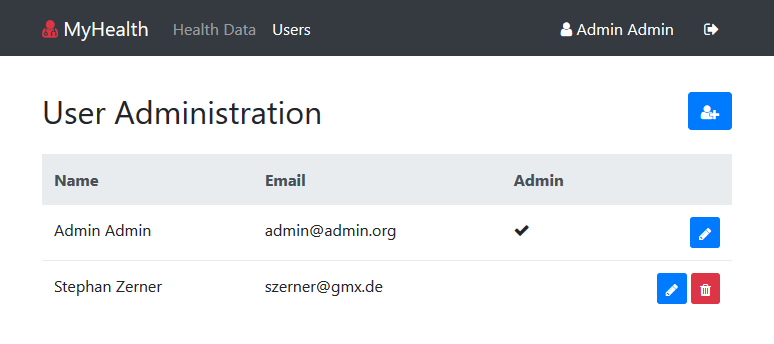 MyHealth Health Data Users Admin Admin
User Administration
Name Email Admin
Admin Admin admin@admin.org
Stephan Zerner szerner@gmx.de